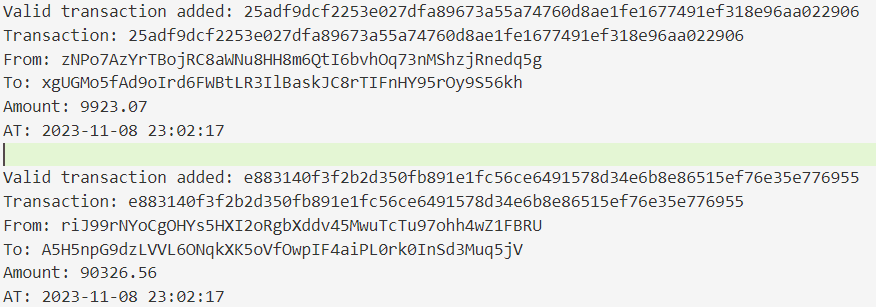 Valid transaction added: 25adf9dcf2253e027dfa89673a55a74760d8ae1fe1677491ef318e96aa022906
Transaction: 25adf9dcf2253e027dfa89673a55a74760d8ae1fe1677491ef318e96aa022906
From: zNPo7AzYrTBojRC8aWNu8HH8m6QtI6bvhOq73nMShzjRnedq5g
To: xgUGMo5fAd9oIrd6FWBtLR3IlBaskJC8rTIFnHY95rOy9S56kh
Amount: 9923.07
AT: 2023-11-08 23:02:17
Valid transaction added: e883140f3f2b2d350fb891e1fc56ce6491578d34e6b8e86515ef76e35e776955
Transaction: e883140f3f2b2d350fb891e1fc56ce6491578d34e6b8e86515ef76e35e776955
From: riJ99rNYoCgOHYs5HXI2oRgbXddv45MwuTcTu97ohh4wZ1FBRU
To: A5H5npG9dzLVVL6ONqkXK5oVfOwpIF4aiPL0rk0InSd3Muq5jV
Amount: 90326.56
AT: 2023-11-08 23:02:17